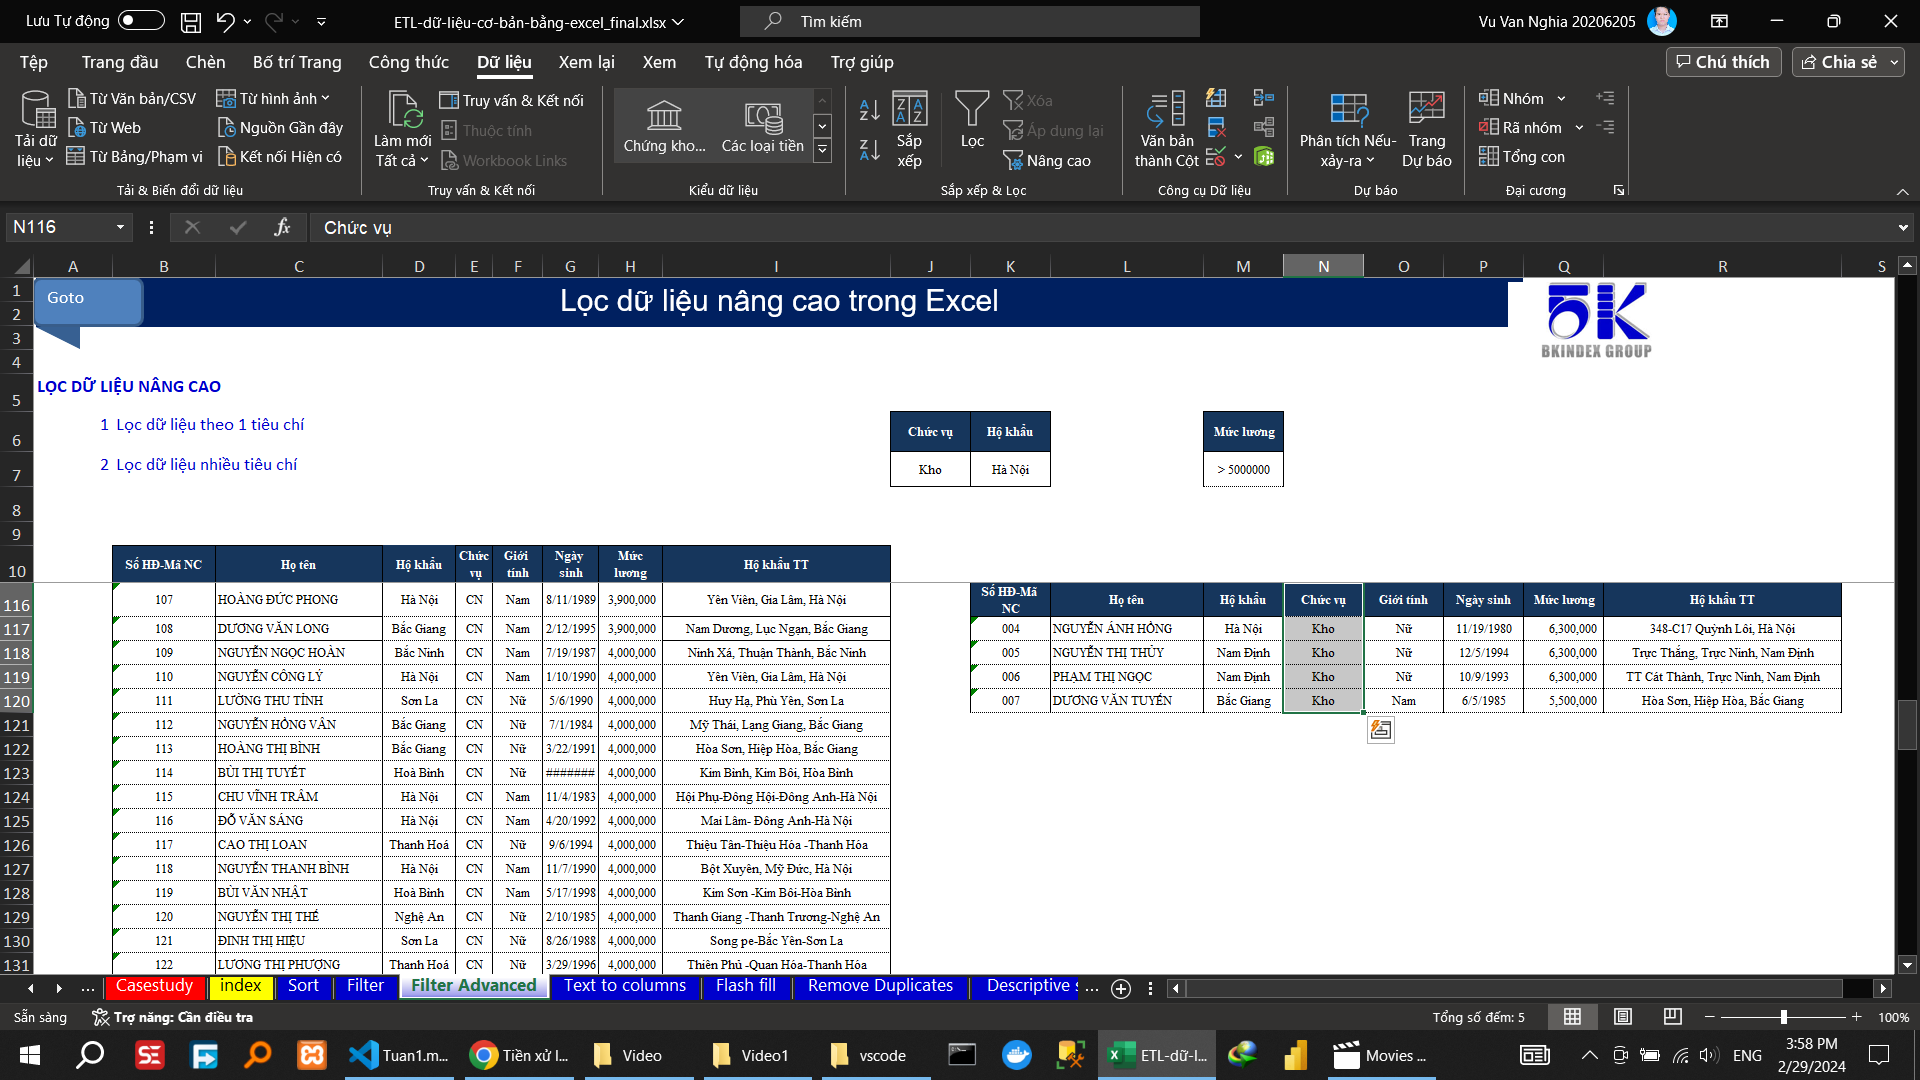 Lưu Tự động
ETL-dữ-liệu-cơ-bản-bằng-excel_final.xlsx
Tìm kiếm
Vu Van Nghia 20206205
Tệp Trang đầu Chèn Bố trí Trang Công thức Dữ liệu Xem lại Xem Tự động hóa Trợ giúp
Chú thích Chia sẻ
Tải dữ liệu
Từ Văn bản/CSV
Từ Web
Từ Bảng/Phạm vi
Từ hình ảnh
Nguồn Gần đây
Kết nối Hiện có
Tải & Biến đổi dữ liệu
Làm mới Tất cả
Truy vấn & Kết nối
Thuộc tính
Workbook Links
Truy vấn & Kết nối
Chứng kho... Các loại tiền
Kiểu dữ liệu
Sắp xếp
Lọc
Xóa
Áp dụng lại
Nâng cao
Sắp xếp & Lọc
Văn bản thành Cột
Công cụ Dữ liệu
Phân tích Nếu-xảy-ra
Trang Dự báo
Dự báo
Nhóm
Rã nhóm
Tổng con
Đại cương
N116
fx
Chức vụ
A B C D E F G H I J K L M N O P Q R S
1
2
3
4
5
6
7
8
9
10
Goto
Lọc dữ liệu nâng cao trong Excel
5K
BKINDEX GROUP
LỌC DỮ LIỆU NÂNG CAO
1 Lọc dữ liệu theo 1 tiêu chí
2 Lọc dữ liệu nhiều tiêu chí
Chức vụ Hộ khẩu Mức lương
Kho Hà Nội > 5000000
Số HĐ-Mã NC Họ tên Hộ khẩu Chức vụ Giới tính Ngày sinh Mức lương Hộ khẩu TT
116 107 HOÀNG ĐỨC PHONG Hà Nội CN Nam 8/11/1989 3,900,000 Yên Viên, Gia Lâm, Hà Nội
117 108 DƯƠNG VĂN LONG Bắc Giang CN Nam 2/12/1995 3,900,000 Nam Dương, Lục Ngạn, Bắc Giang
118 109 NGUYỄN NGỌC HOÀN Bắc Ninh CN Nam 7/19/1987 4,000,000 Ninh Xá, Thuận Thành, Bắc Ninh
119 110 NGUYỄN CÔNG LÝ Hà Nội CN Nam 1/10/1990 4,000,000 Yên Viên, Gia Lâm, Hà Nội
120 111 LƯỜNG THU TÌNH Sơn La CN Nữ 5/6/1990 4,000,000 Huy Hạ, Phù Yên, Sơn La
121 112 NGUYỄN HỒNG VÂN Bắc Giang CN Nữ 7/1/1984 4,000,000 Mỹ Thái, Lạng Giang, Bắc Giang
122 113 HOÀNG THỊ BÌNH Bắc Giang CN Nữ 3/22/1991 4,000,000 Hòa Sơn, Hiệp Hòa, Bắc Giang
123 114 BÙI THỊ TUYẾT Hoà Bình CN Nữ ####### 4,000,000 Kim Bình, Kim Bôi, Hòa Bình
124 115 CHU VĨNH TRÂM Hà Nội CN Nam 11/4/1983 4,000,000 Hội Phụ-Đông Hội-Đông Anh-Hà Nội
125 116 ĐỖ VĂN SÁNG Hà Nội CN Nam 4/20/1992 4,000,000 Mai Lâm- Đông Anh-Hà Nội
126 117 CAO THỊ LOAN Thanh Hoá CN Nữ 9/6/1994 4,000,000 Thiệu Tân-Thiệu Hóa -Thanh Hóa
127 118 NGUYỄN THANH BÌNH Hà Nội CN Nam 11/7/1990 4,000,000 Bột Xuyên, Mỹ Đức, Hà Nội
128 119 BÙI VĂN NHẬT Hoà Bình CN Nam 5/17/1998 4,000,000 Kim Sơn -Kim Bôi-Hòa Bình
129 120 NGUYỄN THỊ THẾ Nghệ An CN Nữ 2/10/1985 4,000,000 Thanh Giang -Thanh Trương-Nghệ An
130 121 ĐINH THỊ HIỆU Sơn La CN Nữ 8/26/1988 4,000,000 Song pe-Bắc Yên-Sơn La
131 122 LƯƠNG THỊ PHƯỢNG Thanh Hoá CN Nữ 3/29/1996 4,000,000 Thiên Phủ -Quan Hóa-Thanh Hóa
Số HĐ-Mã NC Họ tên Hộ khẩu Chức vụ Giới tính Ngày sinh Mức lương Hộ khẩu TT
004 NGUYỄN ÁNH HỒNG Hà Nội Kho Nữ 11/19/1980 6,300,000 348-C17 Quỳnh Lôi, Hà Nội
005 NGUYỄN THỊ THÙY Nam Định Kho Nữ 12/5/1994 6,300,000 Trực Thắng, Trực Ninh, Nam Định
006 PHẠM THỊ NGỌC Nam Định Kho Nữ 10/9/1993 6,300,000 TT Cát Thành, Trực Ninh, Nam Định
007 DƯƠNG VĂN TUYẾN Bắc Giang Kho Nam 6/5/1985 5,500,000 Hòa Sơn, Hiệp Hòa, Bắc Giang
... Casestudy index Sort Filter Filter Advanced Text to columns Flash fill Remove Duplicates Descriptive s ...
Sẵn sàng Trợ năng: Cần điều tra Tổng số đếm: 5 100%
Tuan1.m... Tiền xử l... Video Video1 vscode ETL-dữ-l... Movies ... ENG
3:58 PM
2/29/2024